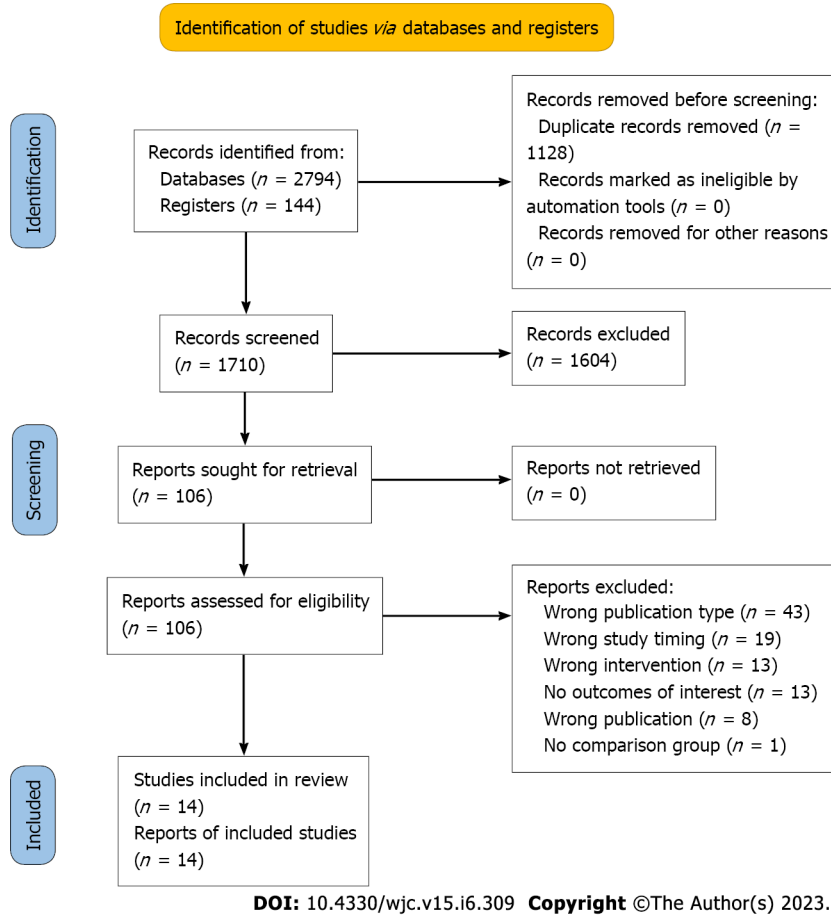 Identification of studies via databases and registers
Identification
Records identified from:
Databases (n = 2794)
Registers (n = 144)
Records removed before screening:
Duplicate records removed (n =
1128)
Records marked as ineligible by
automation tools (n = 0)
Records removed for other reasons
(n = 0)
Records screened
(n = 1710)
Records excluded
(n = 1604)
Screening
Reports sought for retrieval
(n = 106)
Reports not retrieved
(n = 0)
Reports assessed for eligibility
(n = 106)
Reports excluded:
Wrong publication type (n = 43)
Wrong study timing (n = 19)
Wrong intervention (n = 13)
No outcomes of interest (n = 13)
Wrong publication (n = 8)
No comparison group (n = 1)
Included
Studies included in review
(n = 14)
Reports of included studies
(n = 14)
DOI: 10.4330/wjc.v15.i6.309 Copyright ©The Author(s) 2023.